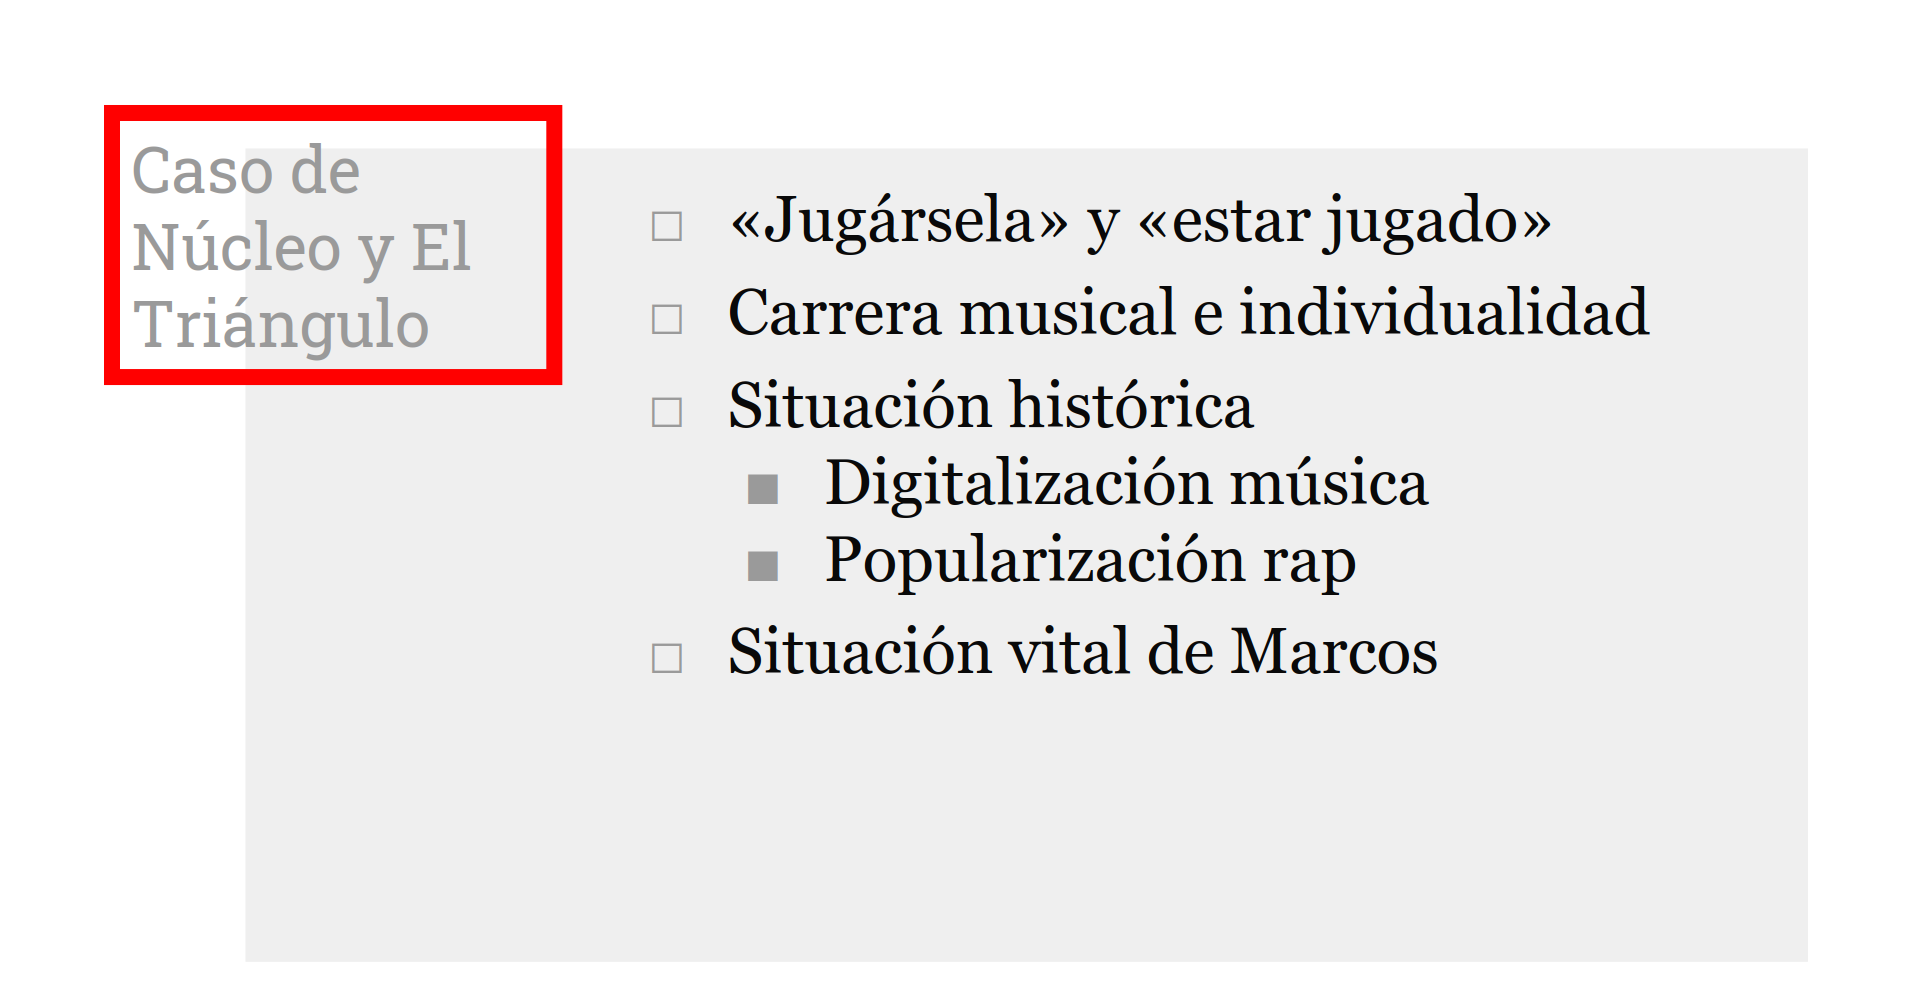 Caso de
Núcleo y El
Triángulo
«Jugársela» y «estar jugado»
Carrera musical e individualidad
Situación histórica
Digitalización música
Popularización rap
Situación vital de Marcos